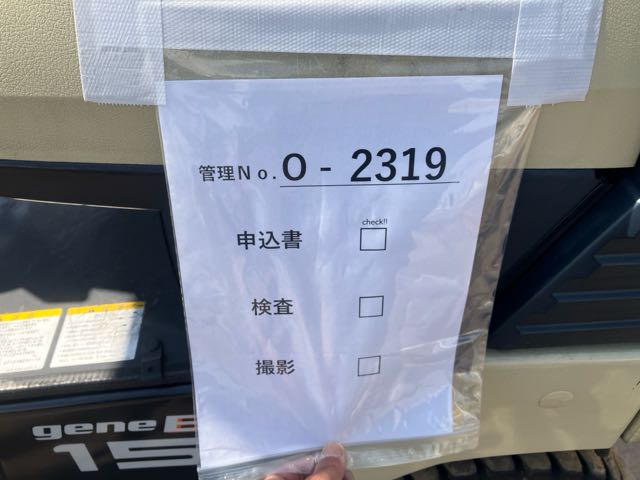 管理No. O - 2319
check!!
申込書 □
検査 □
撮影 □
geneB
15